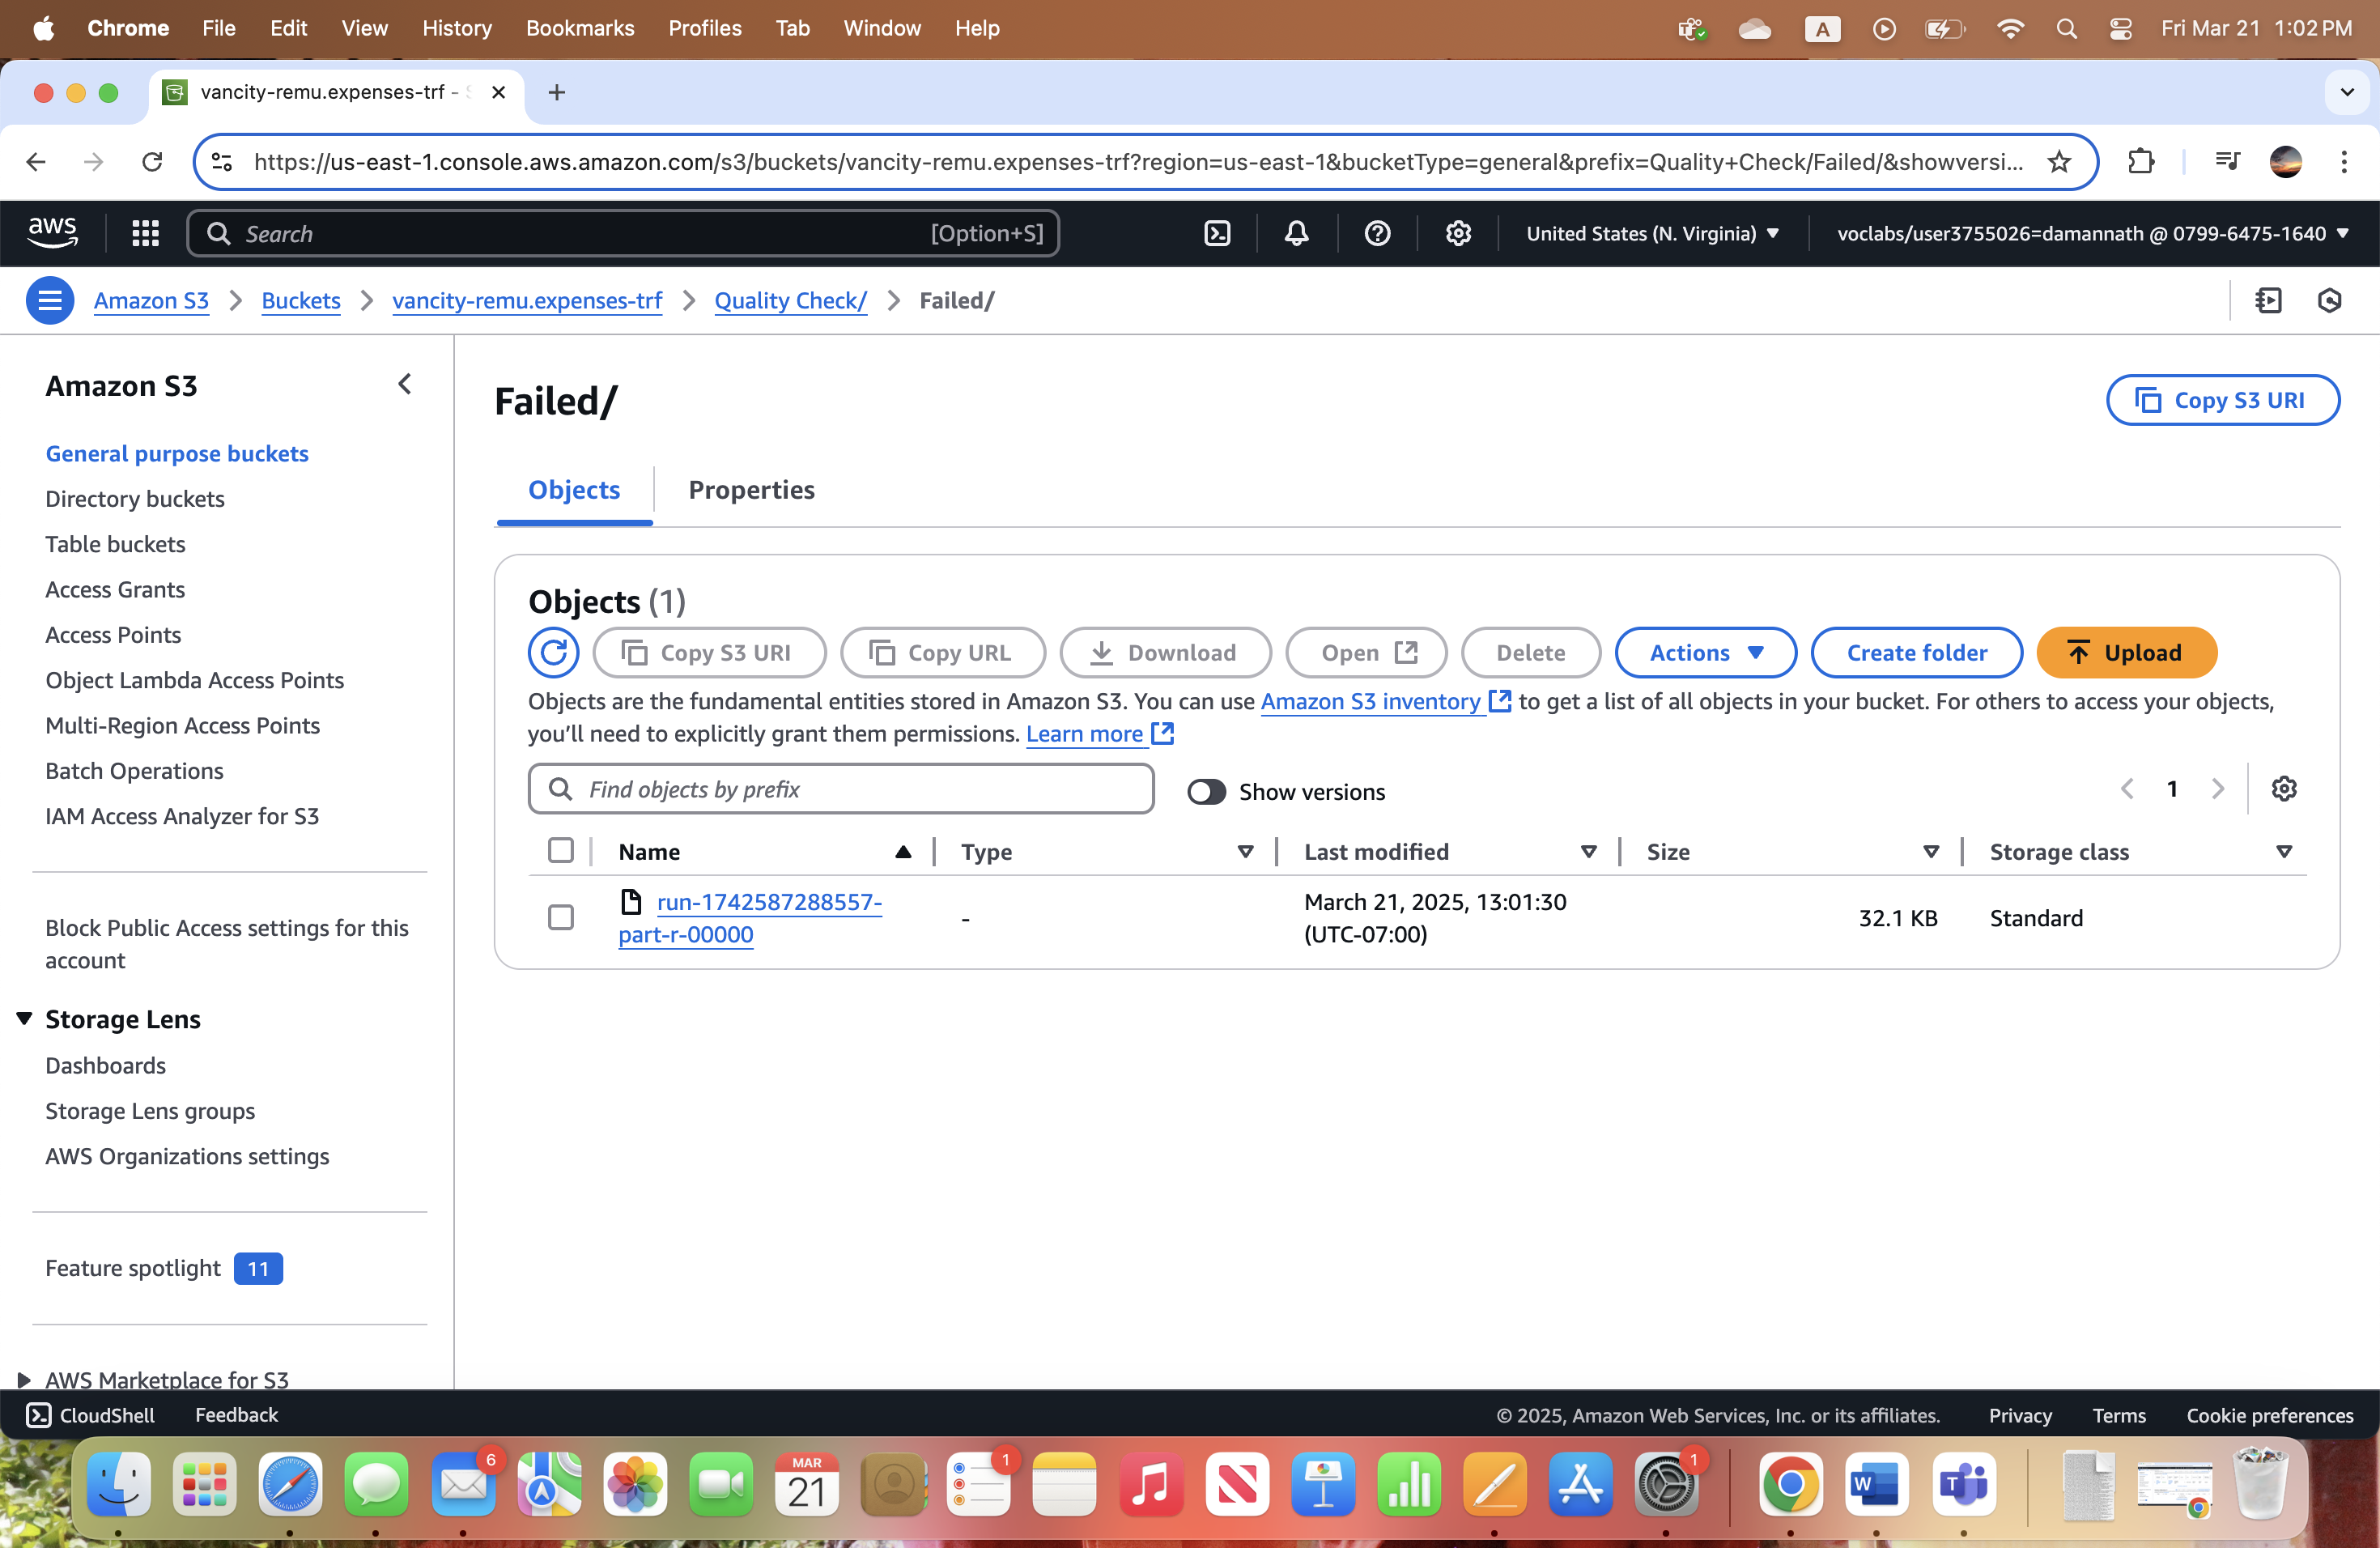 Chrome File Edit View History Bookmarks Profiles Tab Window Help A Fri Mar 21 1:02 PM
vancity-remu.expenses-trf -
https://us-east-1.console.aws.amazon.com/s3/buckets/vancity-remu.expenses-trf?region=us-east-1&bucketType=general&prefix=Quality+Check/Failed/&showversi...
aws Search [Option+S] United States (N. Virginia) voclabs/user3755026=damannath @ 0799-6475-1640
Amazon S3 Buckets vancity-remu.expenses-trf Quality Check/ Failed/
Amazon S3
General purpose buckets
Directory buckets
Table buckets
Access Grants
Access Points
Object Lambda Access Points
Multi-Region Access Points
Batch Operations
IAM Access Analyzer for S3
Block Public Access settings for this
account
Storage Lens
Dashboards
Storage Lens groups
AWS Organizations settings
Feature spotlight 11
AWS Marketplace for S3
Failed/
Copy S3 URI
Objects Properties
Objects (1)
Copy S3 URI Copy URL Download Open Delete Actions Create folder Upload
Objects are the fundamental entities stored in Amazon S3. You can use Amazon S3 inventory to get a list of all objects in your bucket. For others to access your objects,
you'll need to explicitly grant them permissions. Learn more
Find objects by prefix Show versions 1
Name Type Last modified Size Storage class
run-1742587288557-
part-r-00000
-
March 21, 2025, 13:01:30
(UTC-07:00)
32.1 KB
Standard
CloudShell Feedback © 2025, Amazon Web Services, Inc. or its affiliates. Privacy Terms Cookie preferences
6
MAR
21
1
1
W
T